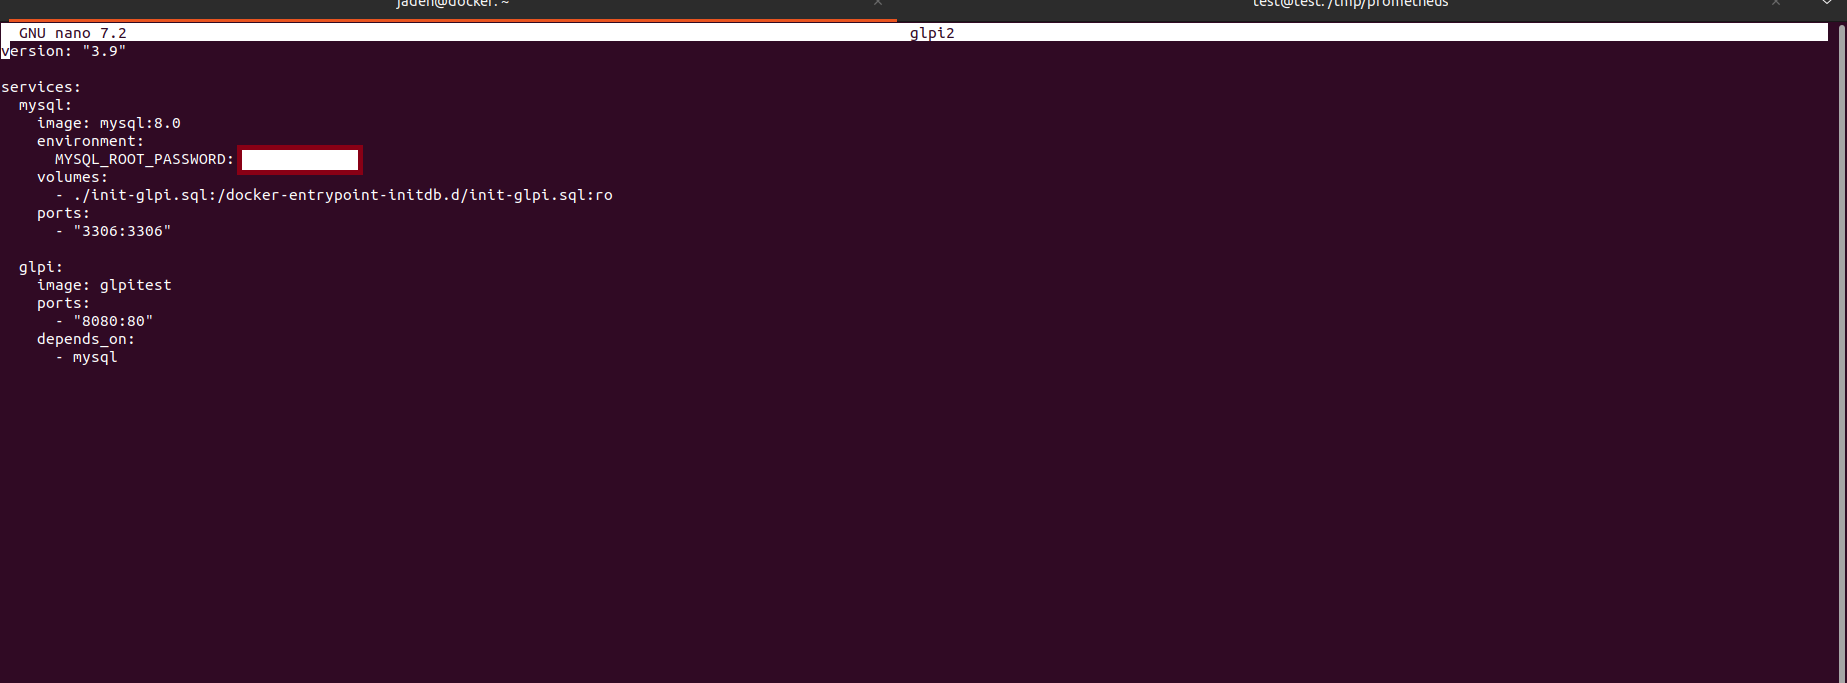 jaden@docker: ~
test@test: /tmp/prometheus
GNU nano 7.2 glpi2
version: "3.9"
services:
mysql:
image: mysql:8.0
environment:
MYSQL_ROOT_PASSWORD:
volumes:
- ./init-glpi.sql:/docker-entrypoint-initdb.d/init-glpi.sql:ro
ports:
- "3306:3306"
glpi:
image: glpitest
ports:
- "8080:80"
depends_on:
- mysql